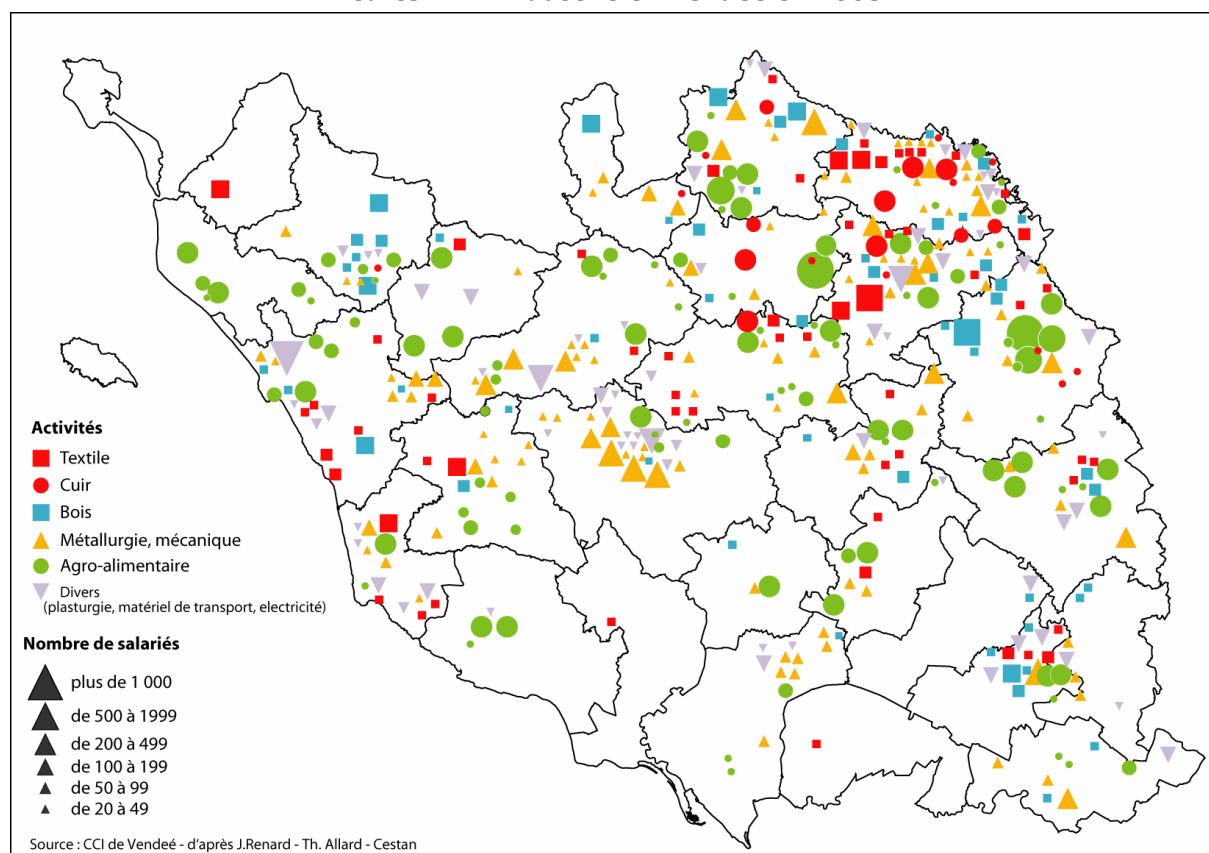 Activités
Textile
Cuir
Bois
Métallurgie, mécanique
Agro-alimentaire
Divers
(plasturgie, matériel de transport, electricité)
Nombre de salariés
plus de 1 000
de 500 à 1999
de 200 à 499
de 100 à 199
de 50 à 99
de 20 à 49
Source : CCI de Vendeé - d'après J.Renard - Th. Allard - Cestan